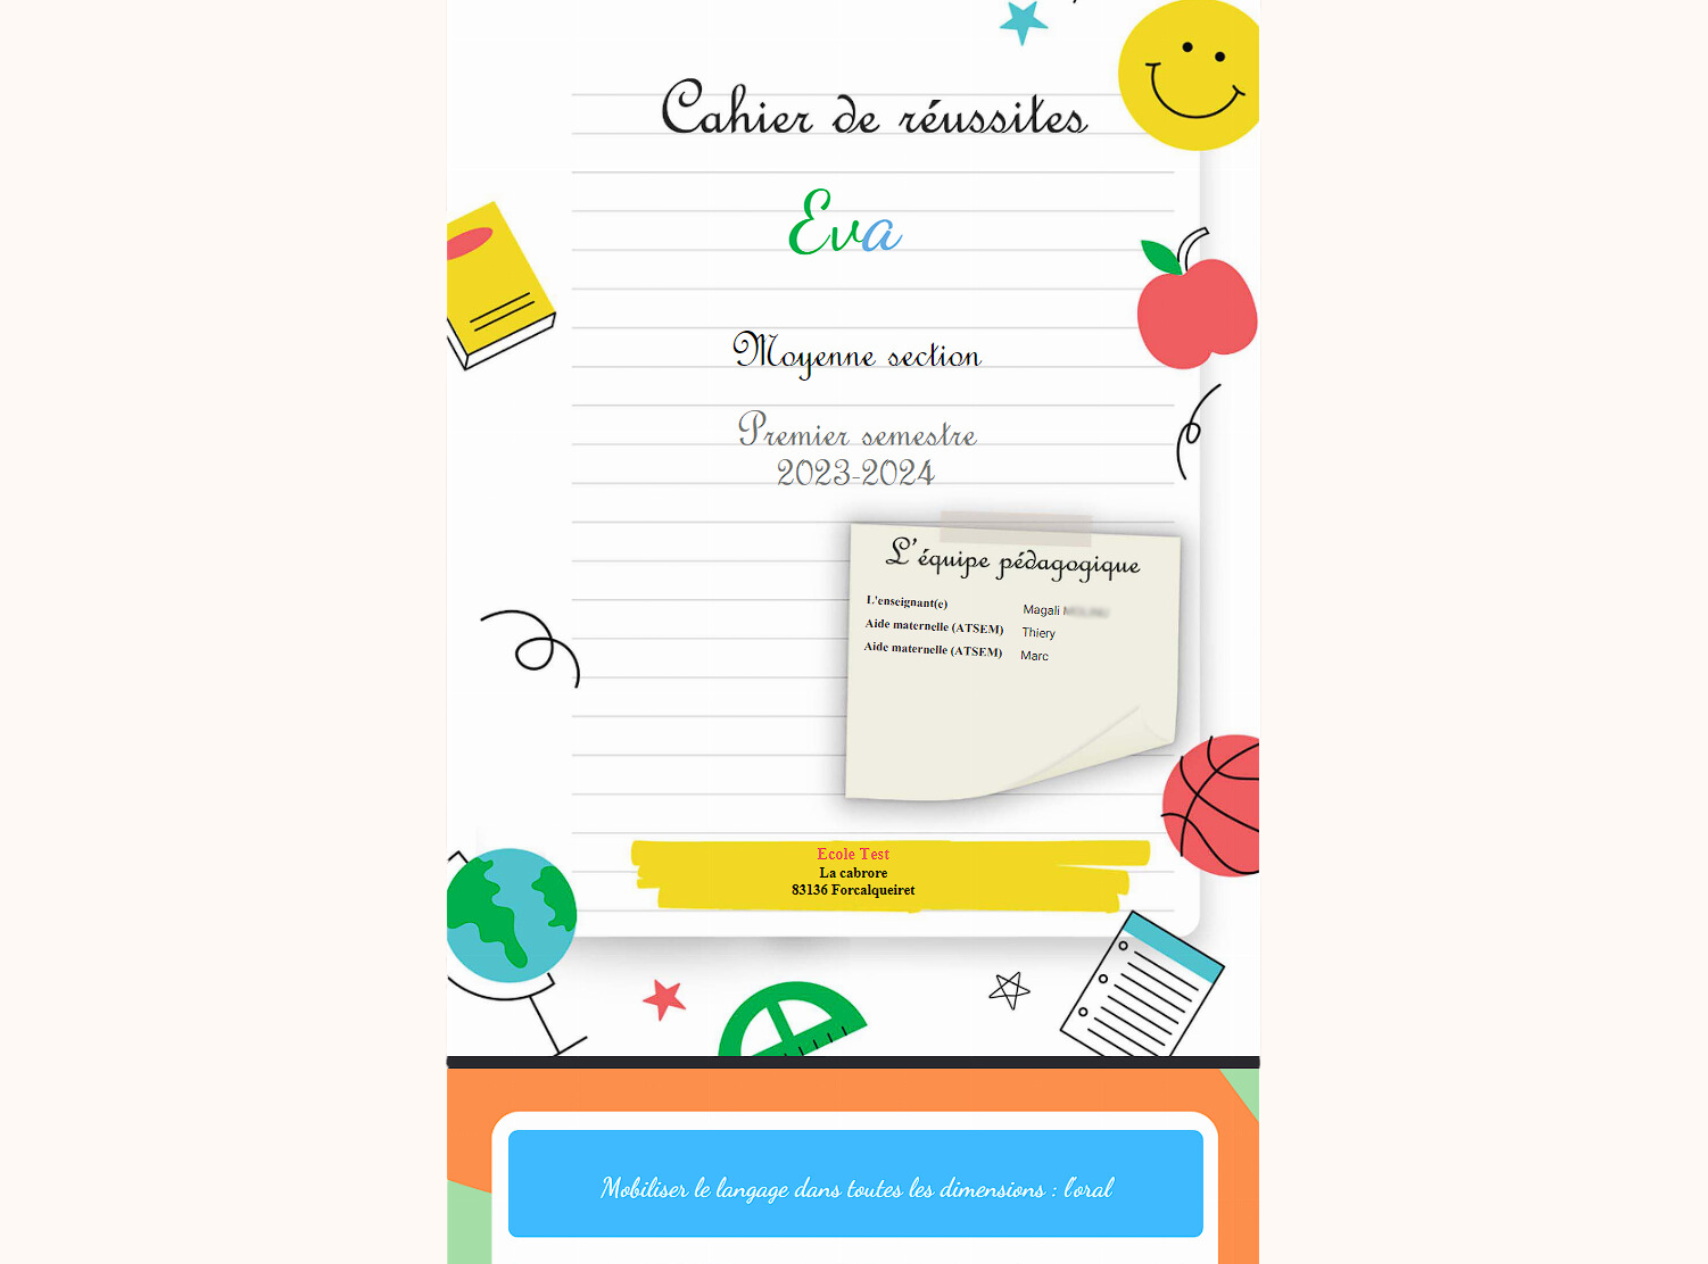 Cahier de réussites
Eva
Moyenne section
Premier semestre
2023-2024
L'équipe pédagogique
L'enseignant(e) Magali
Aide maternelle (ATSEM) Thiery
Aide maternelle (ATSEM) Marc
Ecole Test
La cabrore
83136 Forcalqueiret
Mobiliser le langage dans toutes les dimensions : l'oral